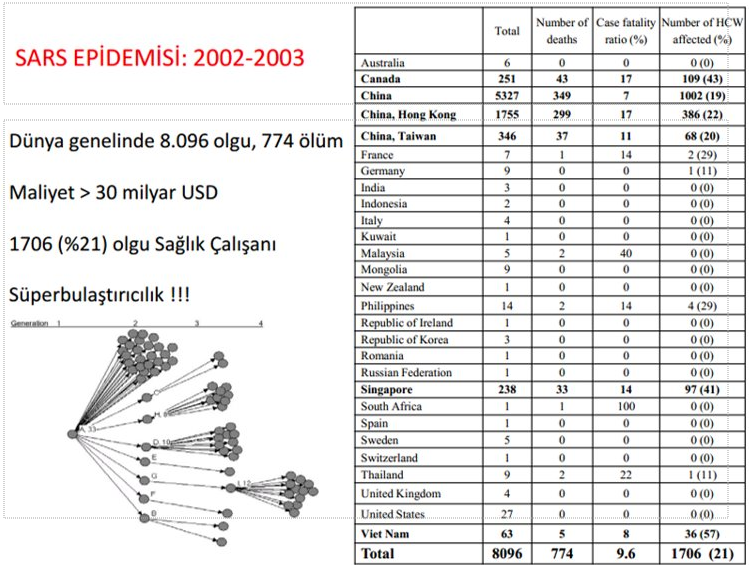 SARS EPİDEMİSİ: 2002-2003
Dünya genelinde 8.096 olgu, 774 ölüm
Maliyet > 30 milyar USD
1706 (%21) olgu Sağlık Çalışanı
Süperbulaştırıcılık !!!
Generation 1 2 3 4
A, 33
C
H, 8
D, 10
E
G
I, 12
F
B
Total Number of deaths Case fatality ratio (%) Number of HCW affected (%)
Australia 6 0 0 0 (0)
Canada 251 43 17 109 (43)
China 5327 349 7 1002 (19)
China, Hong Kong 1755 299 17 386 (22)
China, Taiwan 346 37 11 68 (20)
France 7 1 14 2 (29)
Germany 9 0 0 1 (11)
India 3 0 0 0 (0)
Indonesia 2 0 0 0 (0)
Italy 4 0 0 0 (0)
Kuwait 1 0 0 0 (0)
Malaysia 5 2 40 0 (0)
Mongolia 9 0 0 0 (0)
New Zealand 1 0 0 0 (0)
Philippines 14 2 14 4 (29)
Republic of Ireland 1 0 0 0 (0)
Republic of Korea 3 0 0 0 (0)
Romania 1 0 0 0 (0)
Russian Federation 1 0 0 0 (0)
Singapore 238 33 14 97 (41)
South Africa 1 1 100 0 (0)
Spain 1 0 0 0 (0)
Sweden 5 0 0 0 (0)
Switzerland 1 0 0 0 (0)
Thailand 9 2 22 1 (11)
United Kingdom 4 0 0 0 (0)
United States 27 0 0 0 (0)
Viet Nam 63 5 8 36 (57)
Total 8096 774 9.6 1706 (21)